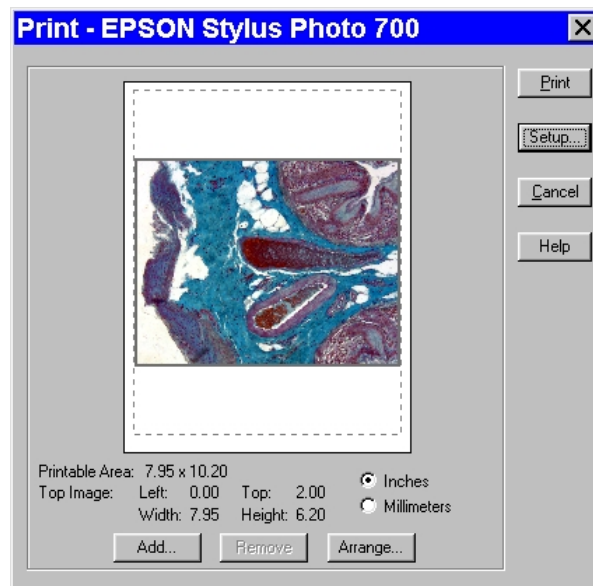 Print - EPSON Stylus Photo 700
Print
Setup...
Cancel
Help
Printable Area: 7.95 x 10.20
Top Image: Left: 0.00 Top: 2.00
Width: 7.95 Height: 6.20
Inches
Millimeters
Add... Remove Arrange...